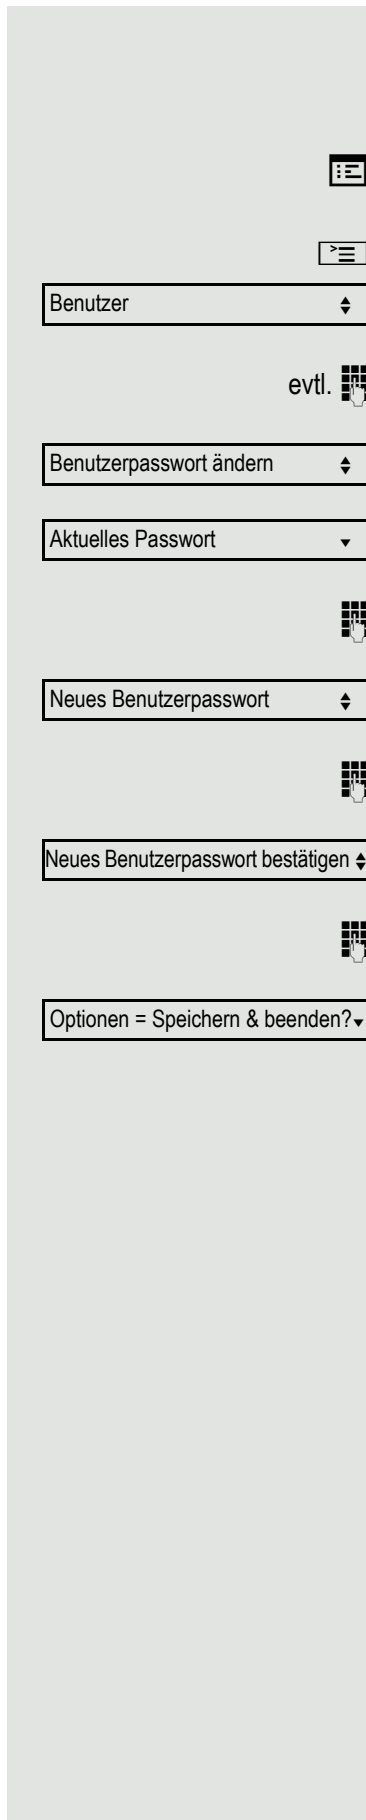 Benutzer
evtl.
Benutzerpasswort ändern
Aktuelles Passwort
Neues Benutzerpasswort
Neues Benutzerpasswort bestätigen
Optionen = Speichern & beenden?